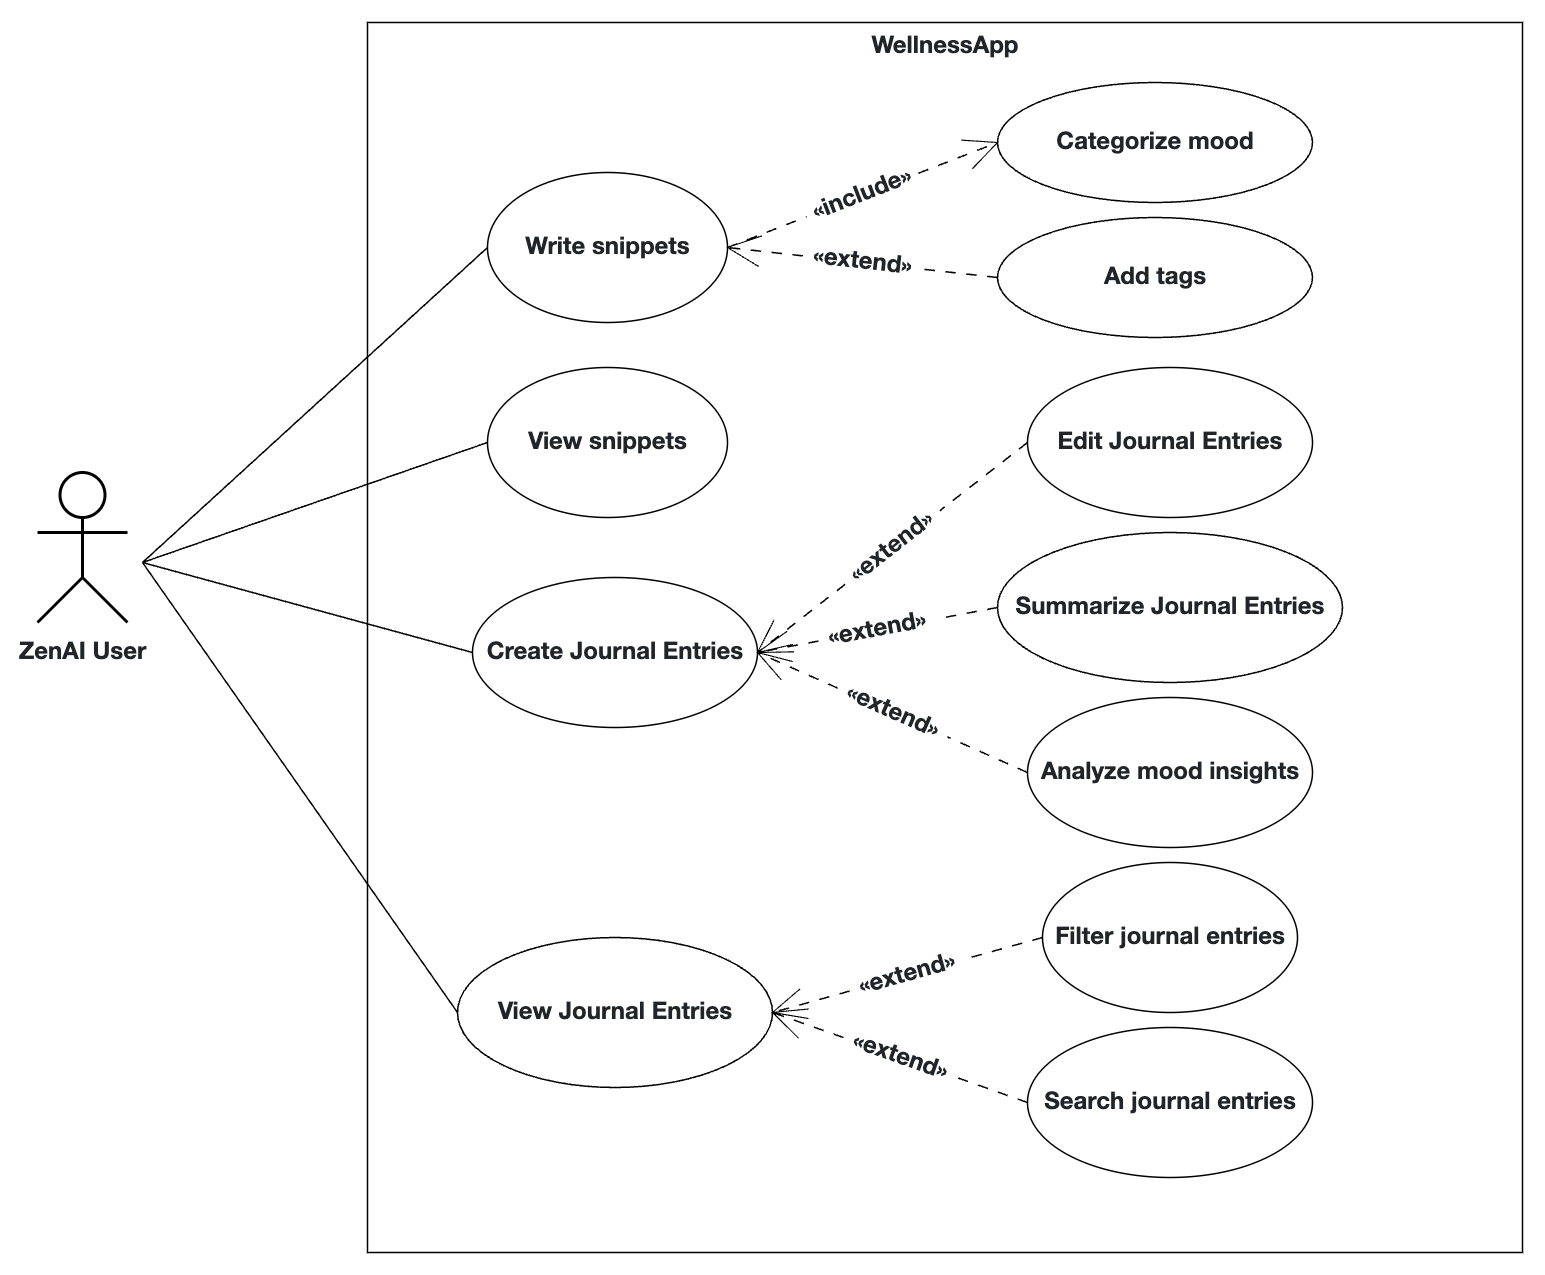 WellnessApp
Categorize mood
«include»
Write snippets
«extend»
Add tags
View snippets
Edit Journal Entries
«extend»
Summarize Journal Entries
«extend»
ZenAI User
Create Journal Entries
«extend»
Analyze mood insights
Filter journal entries
«extend»
View Journal Entries
«extend»
Search journal entries